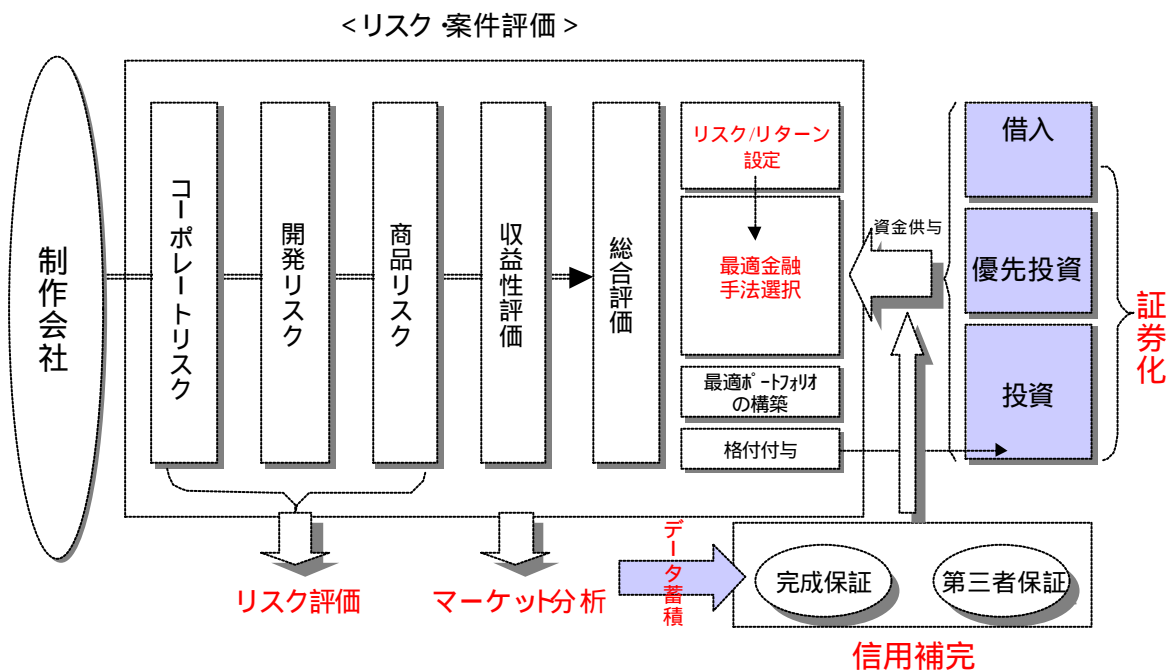 <リスク・案件評価>
制作会社
コーポレートリスク
開発リスク
商品リスク
収益性評価
総合評価
リスク/リターン
設定
最適金融
手法選択
最適ポートフォリオ
の構築
格付付与
資金供与
借入
優先投資
投資
証券化
リスク評価
マーケット分析
データ蓄積
完成保証
第三者保証
信用補完